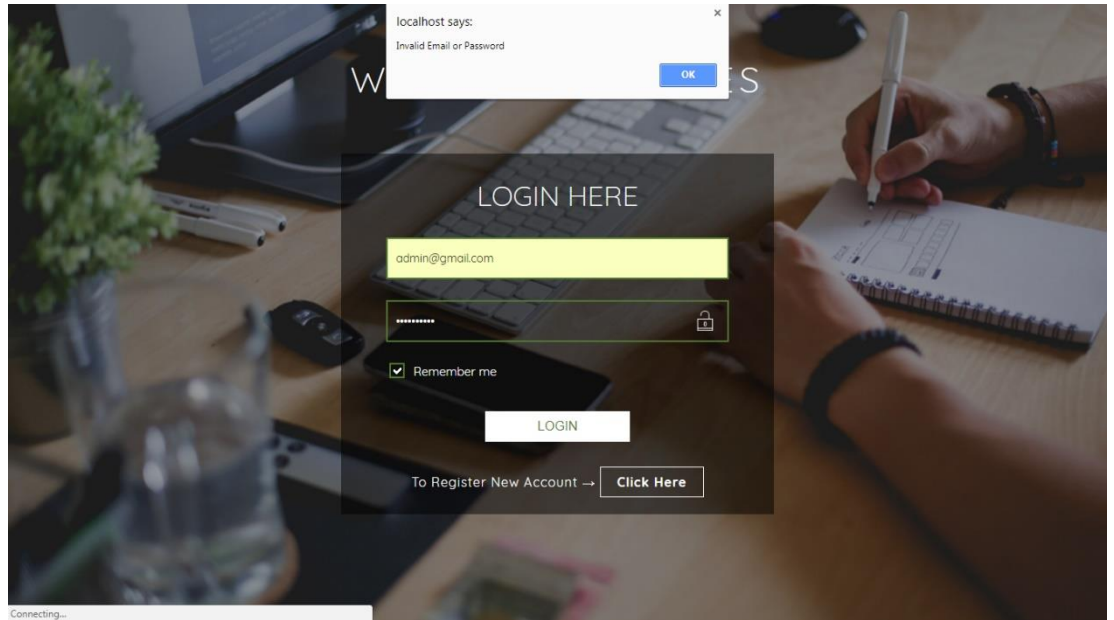 localhost says:
Invalid Email or Password
OK
LOGIN HERE
admin@gmail.com
Remember me
LOGIN
To Register New Account → Click Here
Connecting...